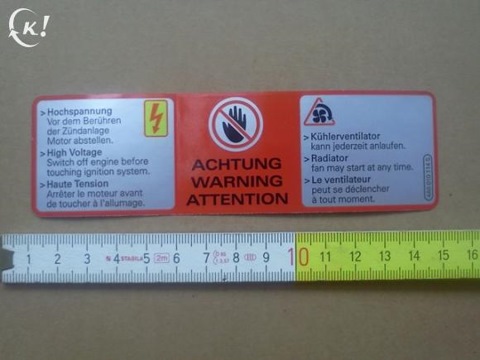 K!
> Hochspannung
Vor dem Berühren
der Zündanlage
Motor abstellen.
> High Voltage
Switch off engine before
touching ignition system.
> Haute Tension
Arrêter le moteur avant
de toucher à l'allumage.
ACHTUNG
WARNING
ATTENTION
> Kühlerventilator
kann jederzeit anlaufen.
> Radiator
fan may start at any time.
> Le ventilateur
peut se déclencher
à tout moment.
1 2 3 4 STABILA 5 2m 6 7 8 9 10 11 12 13 14 15 16